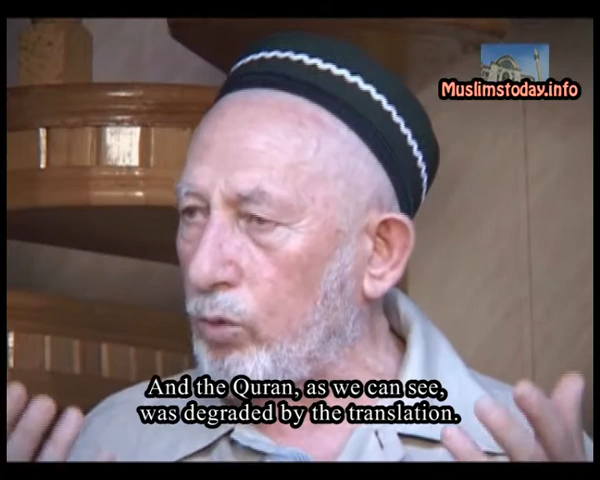 Muslimstoday.info
And the Quran, as we can see,
was degraded by the translation.